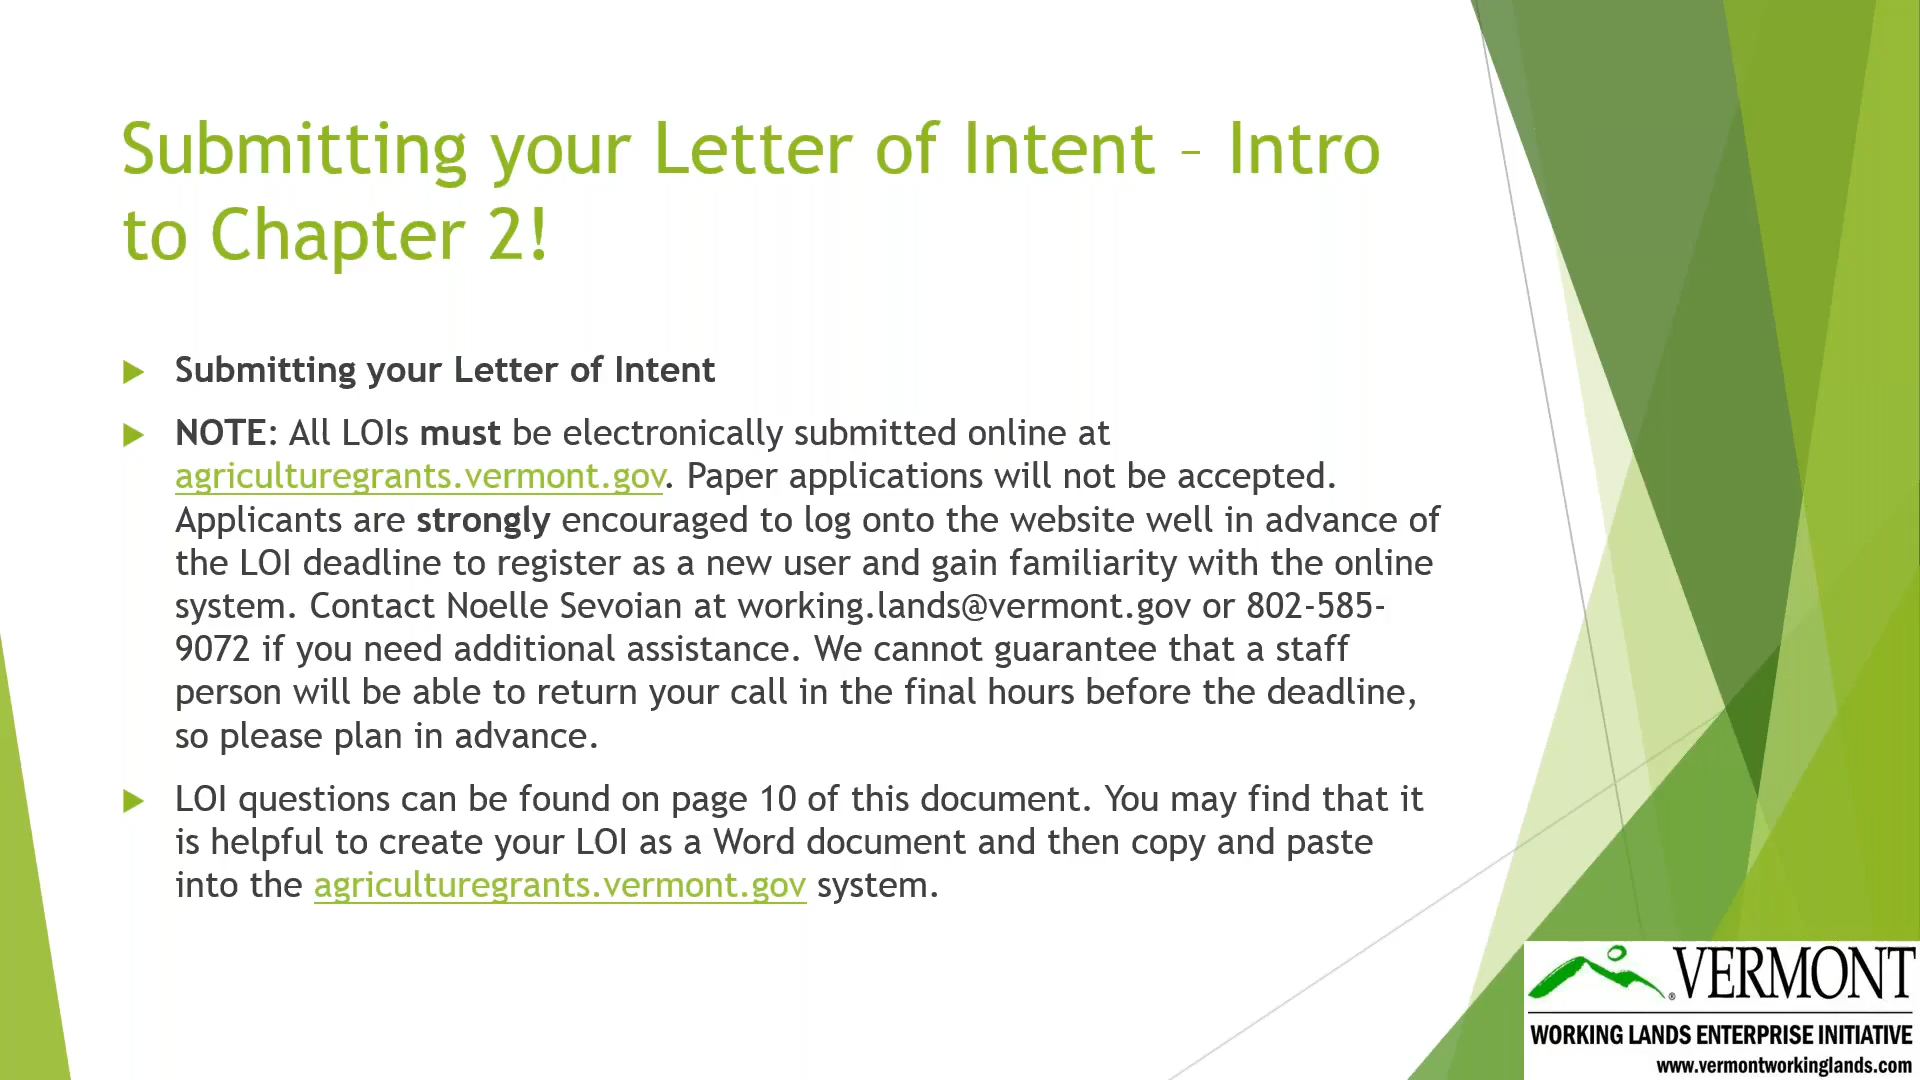 Submitting your Letter of Intent – Intro
to Chapter 2!
Submitting your Letter of Intent
NOTE: All LOIs must be electronically submitted online at
agriculturegrants.vermont.gov. Paper applications will not be accepted.
Applicants are strongly encouraged to log onto the website well in advance of
the LOI deadline to register as a new user and gain familiarity with the online
system. Contact Noelle Sevoian at working.lands@vermont.gov or 802-585-
9072 if you need additional assistance. We cannot guarantee that a staff
person will be able to return your call in the final hours before the deadline,
so please plan in advance.
LOI questions can be found on page 10 of this document. You may find that it
is helpful to create your LOI as a Word document and then copy and paste
into the agriculturegrants.vermont.gov system.
® VERMONT
WORKING LANDS ENTERPRISE INITIATIVE
www.vermontworkinglands.com